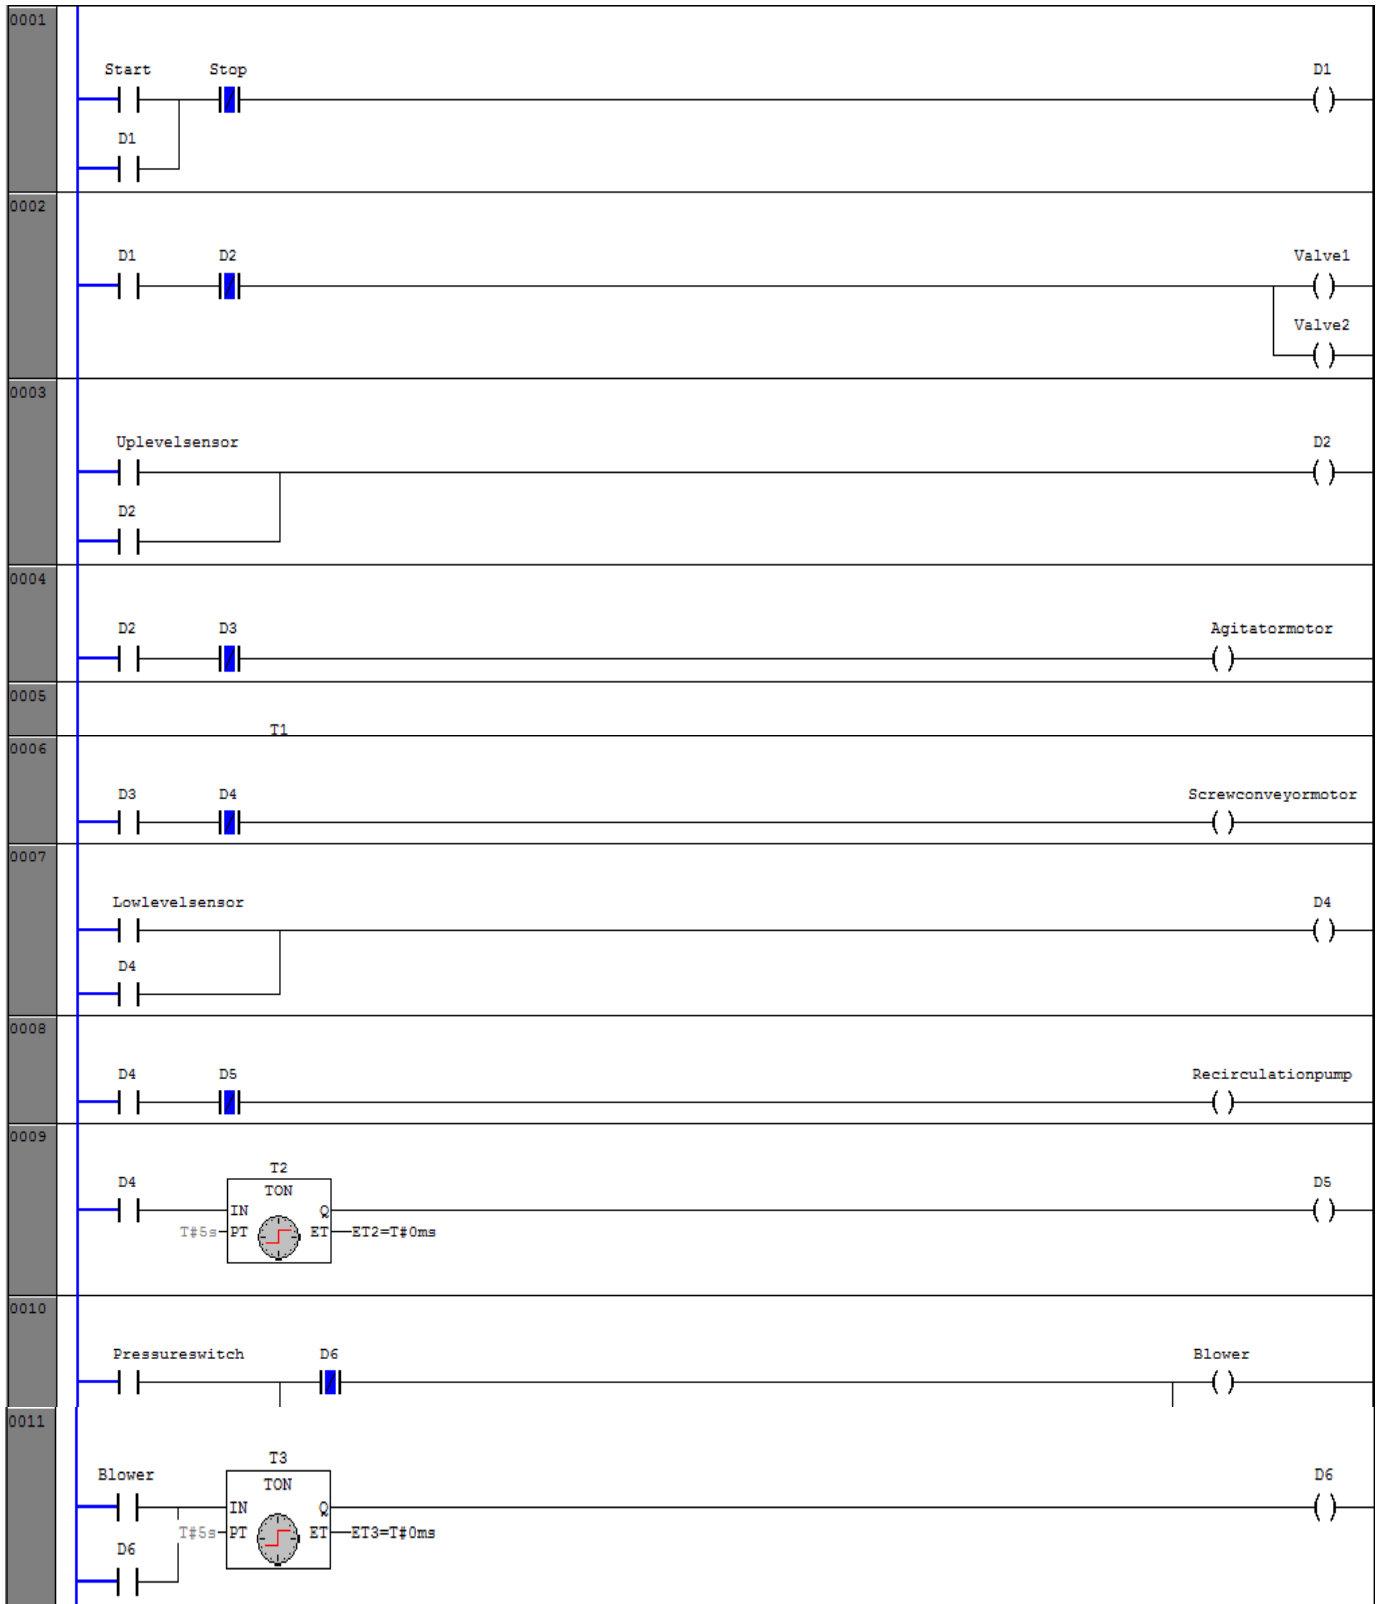 0001
Start Stop D1
D1
0002
D1 D2 Valve1
Valve2
0003
Uplevelsensor D2
D2
0004
D2 D3 Agitatormotor
0005
T1
0006
D3 D4 Screwconveyormotor
0007
Lowlevelsensor D4
D4
0008
D4 D5 Recirculationpump
0009
T2
D4 TON D5
IN Q
T#5s PT ET ET2=T#0ms
0010
Pressureswitch D6 Blower
0011
T3
Blower TON D6
IN Q
T#5s PT ET ET3=T#0ms
D6